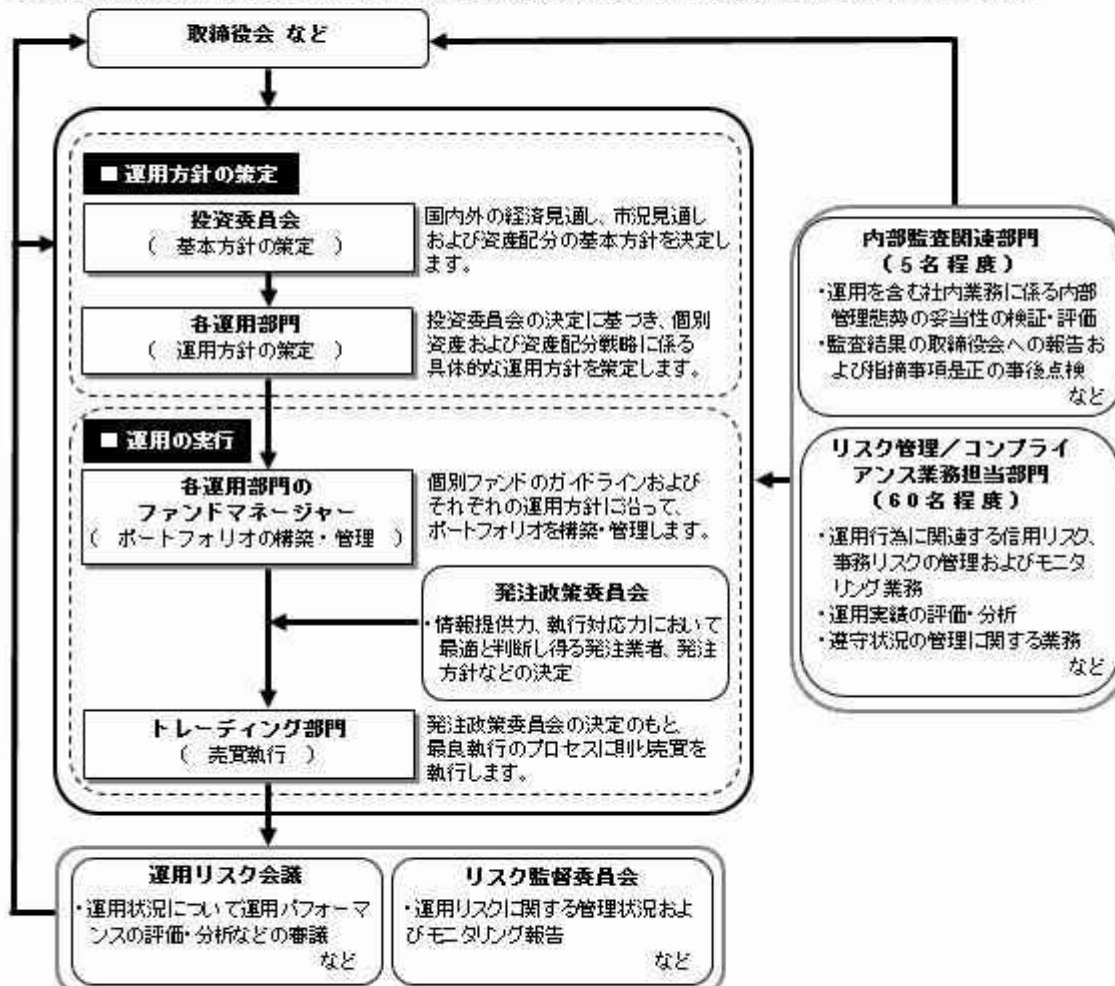 取締役会 など
■ 運用方針の策定
投資委員会
( 基本方針の策定 )
国内外の経済見通し、市況見通し
および資産配分の基本方針を決定し
ます。
各運用部門
( 運用方針の策定 )
投資委員会の決定に基づき、個別
資産および資産配分戦略に係る
具体的な運用方針を策定します。
■ 運用の実行
各運用部門の
ファンドマネージャー
( ポートフォリオの構築・管理 )
個別ファンドのガイドラインおよび
それぞれの運用方針に沿って、
ポートフォリオを構築・管理します。
発注政策委員会
・情報提供力、執行対応力において
最適と判断し得る発注業者、発注
方針などの決定
トレーディング部門
( 売買執行 )
発注政策委員会の決定のもと、
最良執行のプロセスに則り売買を
執行します。
内部監査関連部門
(5名程度)
・運用を含む社内業務に係る内部
管理態勢の妥当性の検証・評価
・監査結果の取締役会への報告お
よび指摘事項是正の事後点検
など
リスク管理/コンプライ
アンス業務担当部門
(60名程度)
・運用行為に関連する信用リスク、
事務リスクの管理およびモニタ
リング業務
・運用実績の評価・分析
・遵守状況の管理に関する業務
など
運用リスク会議
・運用状況について運用パフォーマ
ンスの評価・分析などの審議
など
リスク監督委員会
・運用リスクに関する管理状況およ
びモニタリング報告
など